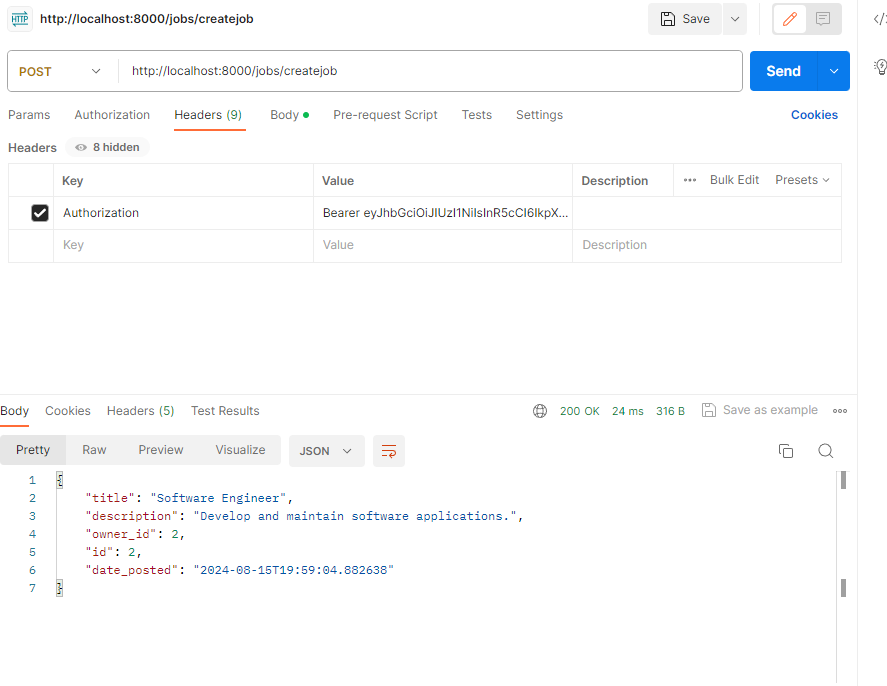 HTTP http://localhost:8000/jobs/createjob Save
POST http://localhost:8000/jobs/createjob Send
Params Authorization Headers (9) Body Pre-request Script Tests Settings Cookies
Headers 8 hidden
Key Value Description ••• Bulk Edit Presets
Authorization Bearer eyJhbGciOiJIUzI1NiIsInR5cCI6IkpX...
Key Value Description
Body Cookies Headers (5) Test Results 200 OK 24 ms 316 B Save as example
Pretty Raw Preview Visualize JSON
1 {
2 "title": "Software Engineer",
3 "description": "Develop and maintain software applications.",
4 "owner_id": 2,
5 "id": 2,
6 "date_posted": "2024-08-15T19:59:04.882638"
7 }